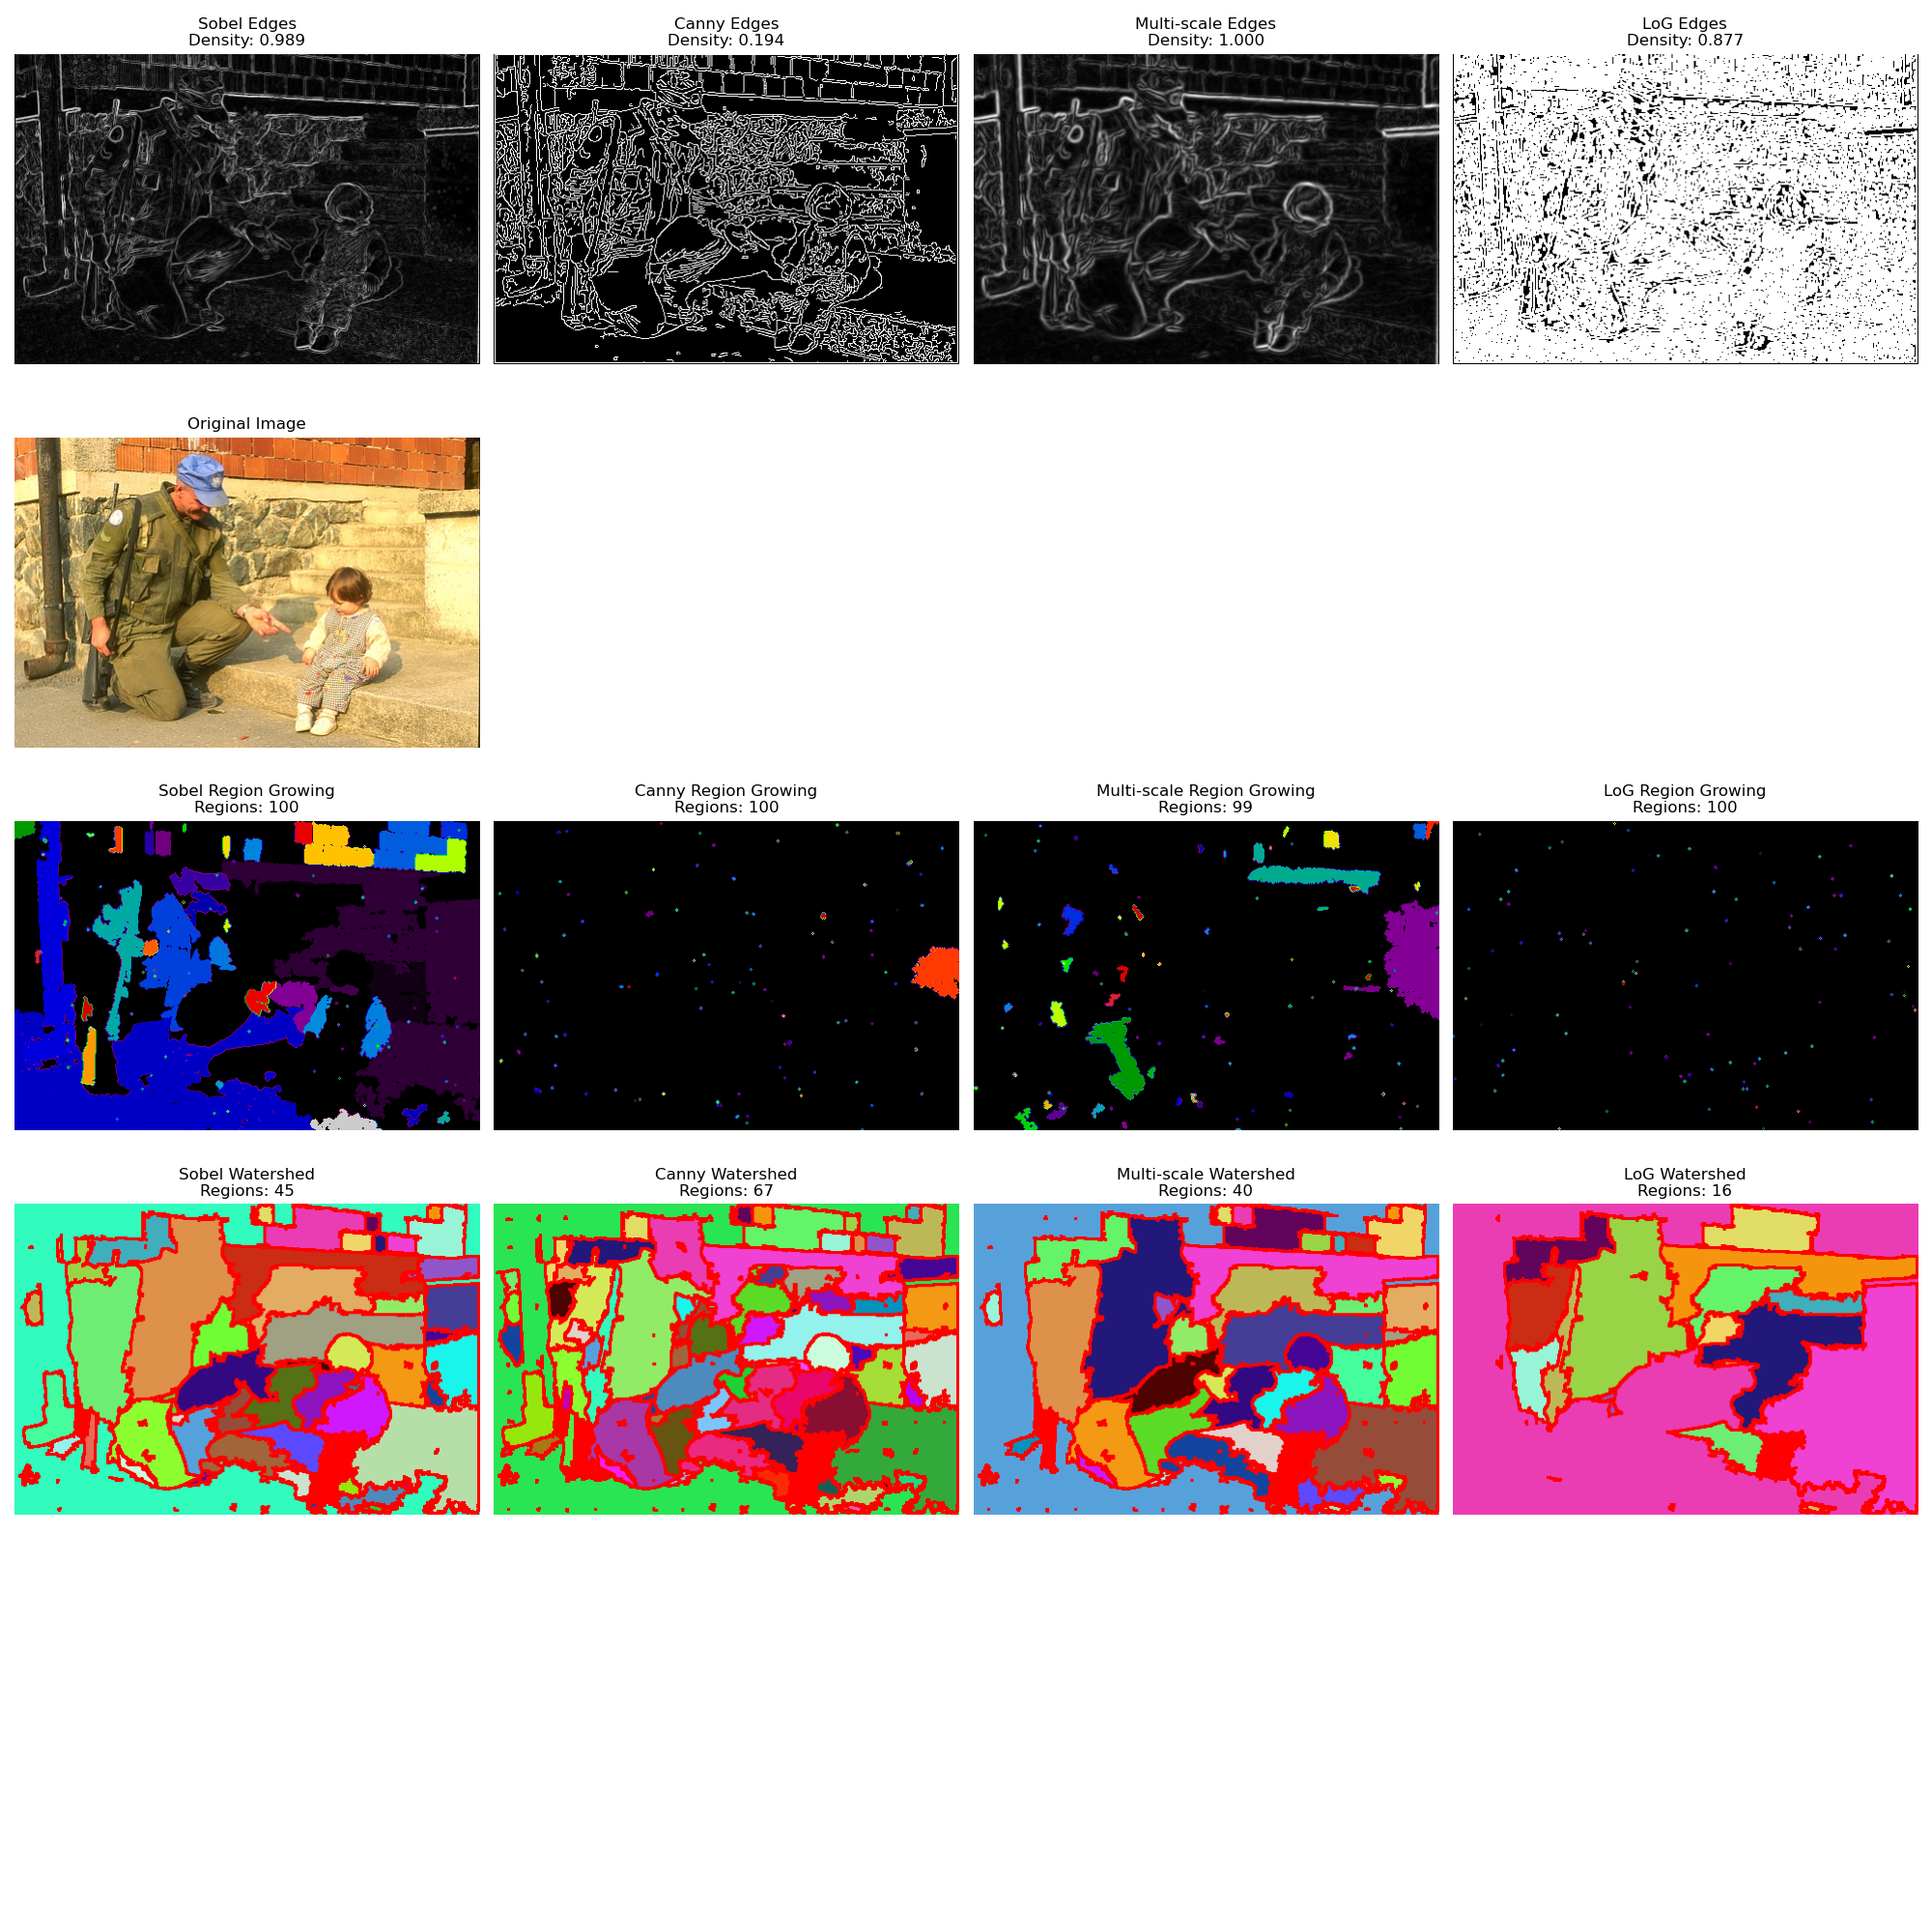 Sobel Edges
Density: 0.989
Canny Edges
Density: 0.194
Multi-scale Edges
Density: 1.000
LoG Edges
Density: 0.877
Original Image
Sobel Region Growing
Regions: 100
Canny Region Growing
Regions: 100
Multi-scale Region Growing
Regions: 99
LoG Region Growing
Regions: 100
Sobel Watershed
Regions: 45
Canny Watershed
Regions: 67
Multi-scale Watershed
Regions: 40
LoG Watershed
Regions: 16